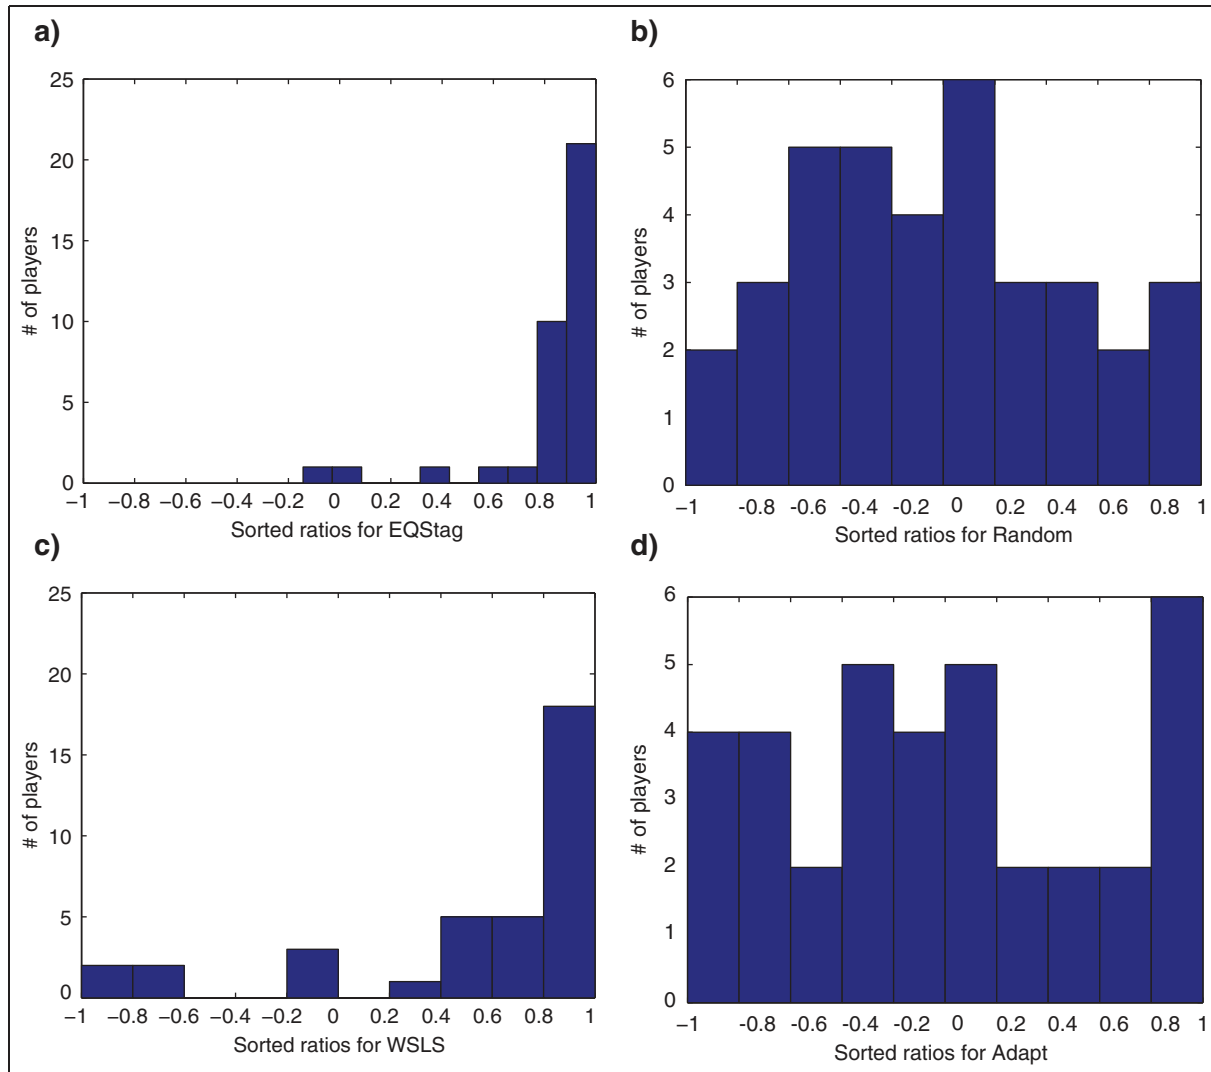 a)
25
20
15
10
5
0
# of players
−1 −0.8 −0.6 −0.4 −0.2 0 0.2 0.4 0.6 0.8 1
Sorted ratios for EQStag
b)
6
5
4
3
2
1
0
# of players
−1 -0.8 -0.6 -0.4 -0.2 0 0.2 0.4 0.6 0.8 1
Sorted ratios for Random
c)
25
20
15
10
5
0
# of players
−1 −0.8 −0.6 −0.4 −0.2 0 0.2 0.4 0.6 0.8 1
Sorted ratios for WSLS
d)
6
5
4
3
2
1
0
# of players
−1 -0.8 -0.6 -0.4 -0.2 0 0.2 0.4 0.6 0.8 1
Sorted ratios for Adapt